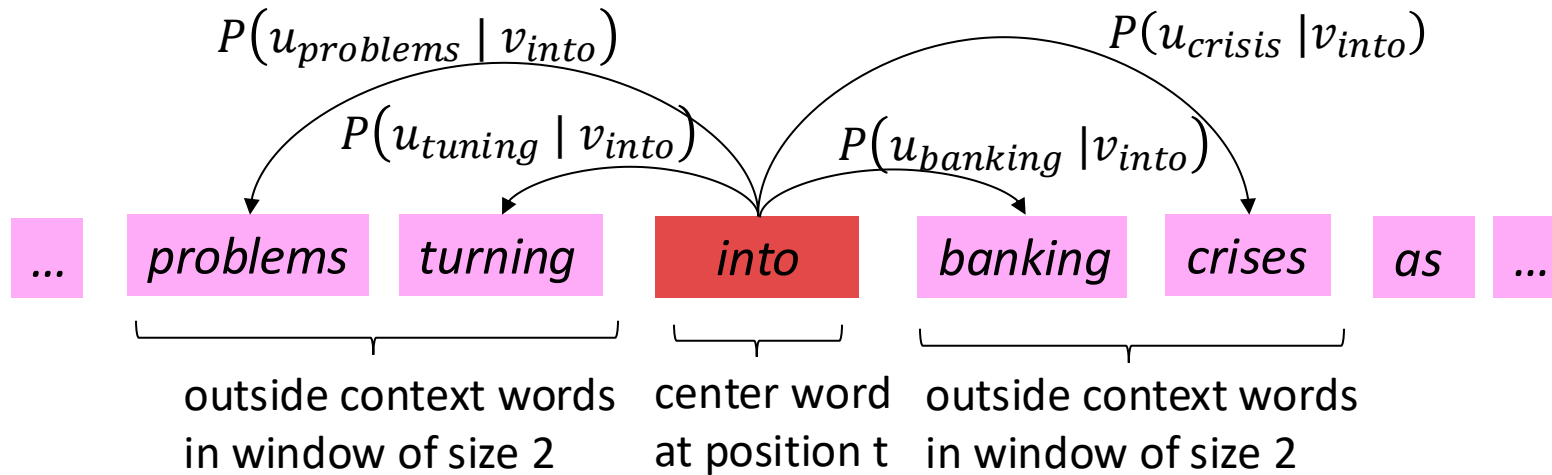 P(u_problems | v_into)
P(u_crisis |v_into)
P(u_tuning | v_into)
P(u_banking |v_into)
... problems turning into banking crises as ...
outside context words
in window of size 2
center word
at position t
outside context words
in window of size 2